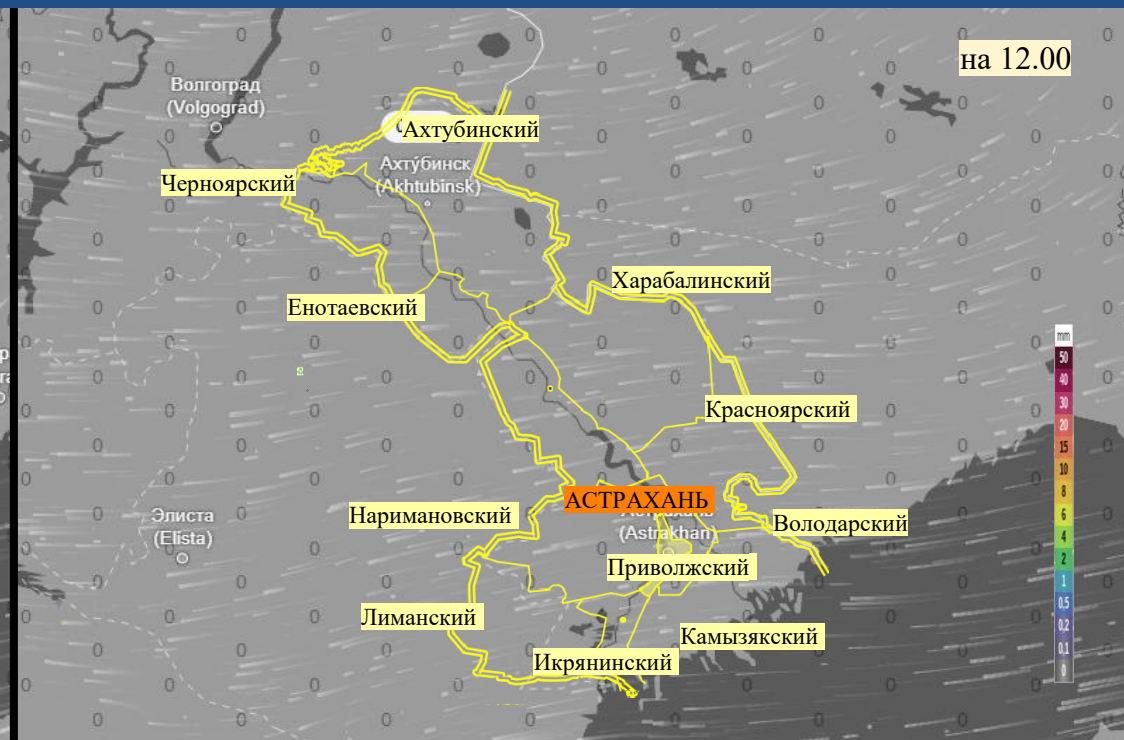 на 12.00
Волгоград
(Volgograd)
Ахтубинский
Ахту́бинск
(Akhtubinsk)
Черноярский
Харабалинский
Енотаевский
mm
50
40
30
20
15
10
8
6
4
2
1
0,5
0,2
0,1
0
Красноярский
АСТРАХАНЬ
(Astrakhan)
Наримановский
Элиста
(Elista)
Володарский
Приволжский
Лиманский
Камызякский
Икрянинский